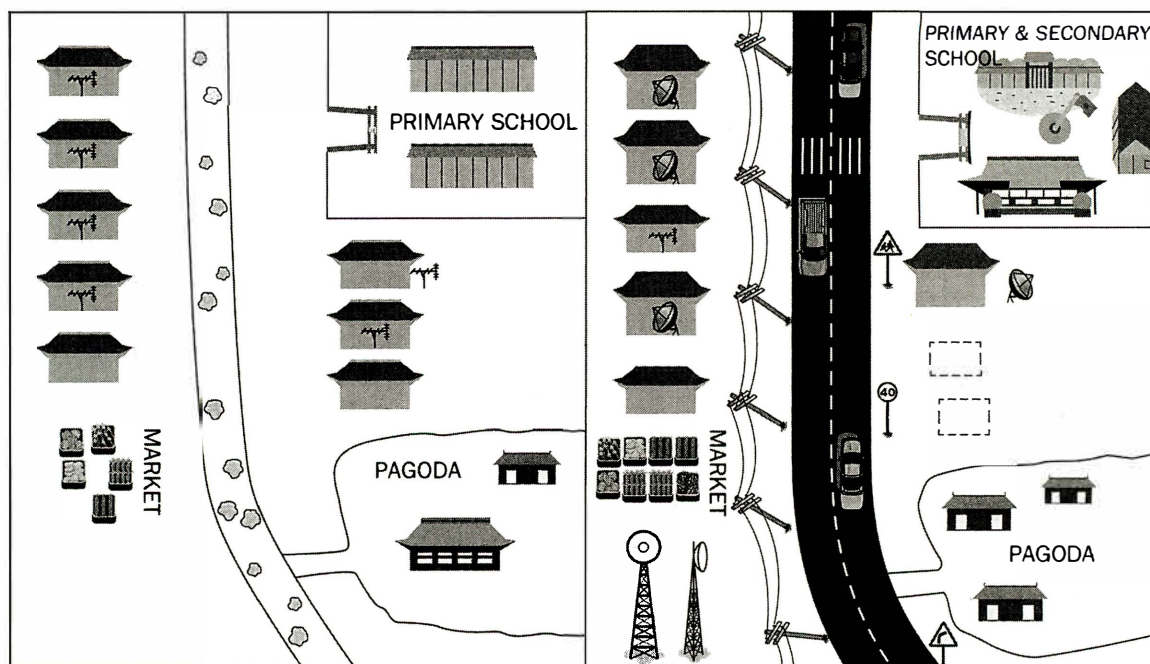 PRIMARY SCHOOL
MARKET
PAGODA
PRIMARY & SECONDARY
SCHOOL
40
MARKET
PAGODA